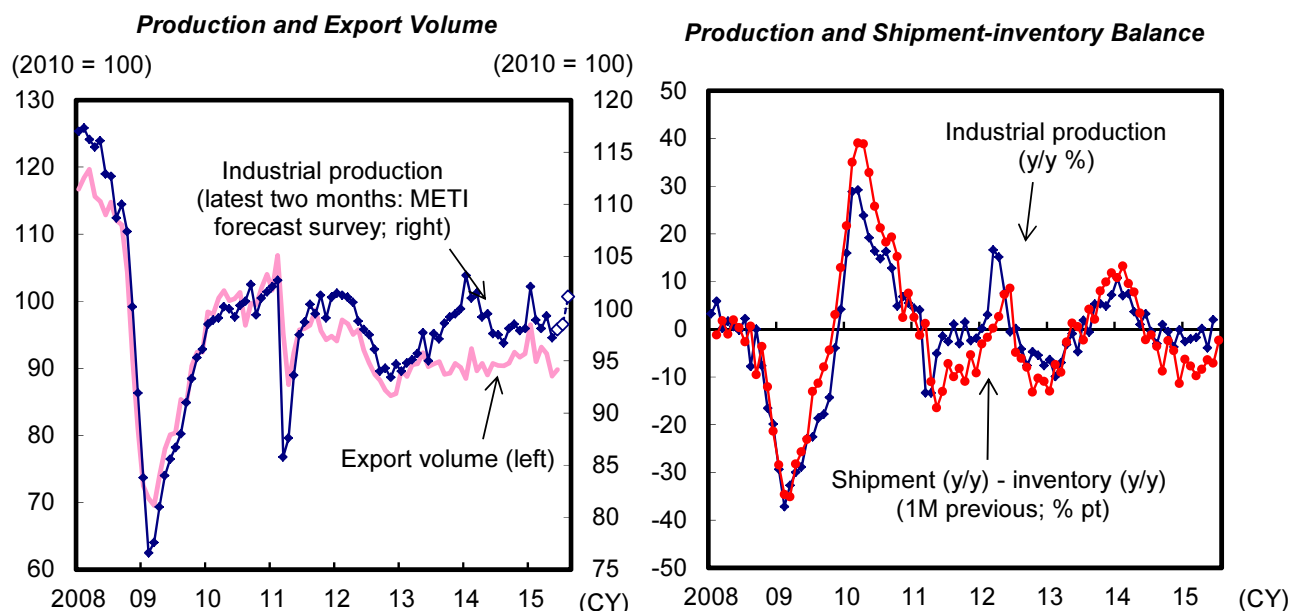 Production and Export Volume
(2010 = 100)
(2010 = 100)
130
120
110
100
90
80
70
60
120
115
110
105
100
95
90
85
80
75
Industrial production
(latest two months: METI
forecast survey; right)
Export volume (left)
2008 09 10 11 12 13 14 15 (CY)
Production and Shipment-inventory Balance
50
40
30
20
10
0
-10
-20
-30
-40
-50
Industrial production
(y/y %)
Shipment (y/y) - inventory (y/y)
(1M previous; % pt)
2008 09 10 11 12 13 14 15 (CY)